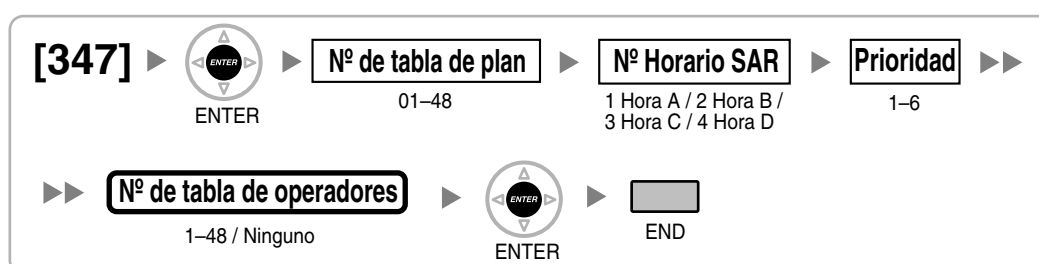 [347] ENTER Nº de tabla de plan Nº Horario SAR Prioridad
ENTER 01–48 1 Hora A / 2 Hora B / 1–6
3 Hora C / 4 Hora D
Nº de tabla de operadores ENTER
1–48 / Ninguno ENTER END